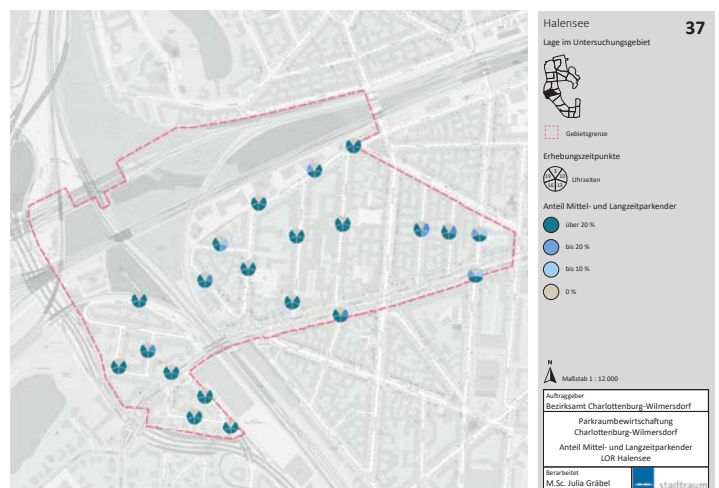 Halensee
37
Lage im Untersuchungsgebiet
Gebietsgrenze
Erhebungszeitpunkte
Uhrzeiten
Anteil Mittel- und Langzeitparkender
über 20 %
bis 20 %
bis 10 %
0 %
N
Maßstab 1 : 12.000
Auftraggeber
Bezirksamt Charlottenburg-Wilmersdorf
Parkraumbewirtschaftung
Charlottenburg-Wilmersdorf
Anteil Mittel- und Langzeitparkender
LOR Halensee
Berarbeitet
M.Sc. Julia Gräbel
stadtraum